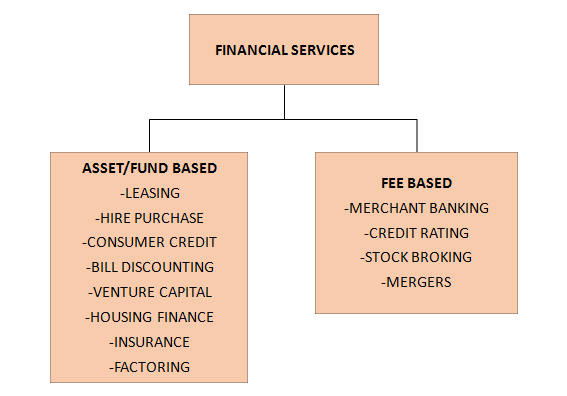 FINANCIAL SERVICES
ASSET/FUND BASED
-LEASING
-HIRE PURCHASE
-CONSUMER CREDIT
-BILL DISCOUNTING
-VENTURE CAPITAL
-HOUSING FINANCE
-INSURANCE
-FACTORING
FEE BASED
-MERCHANT BANKING
-CREDIT RATING
-STOCK BROKING
-MERGERS